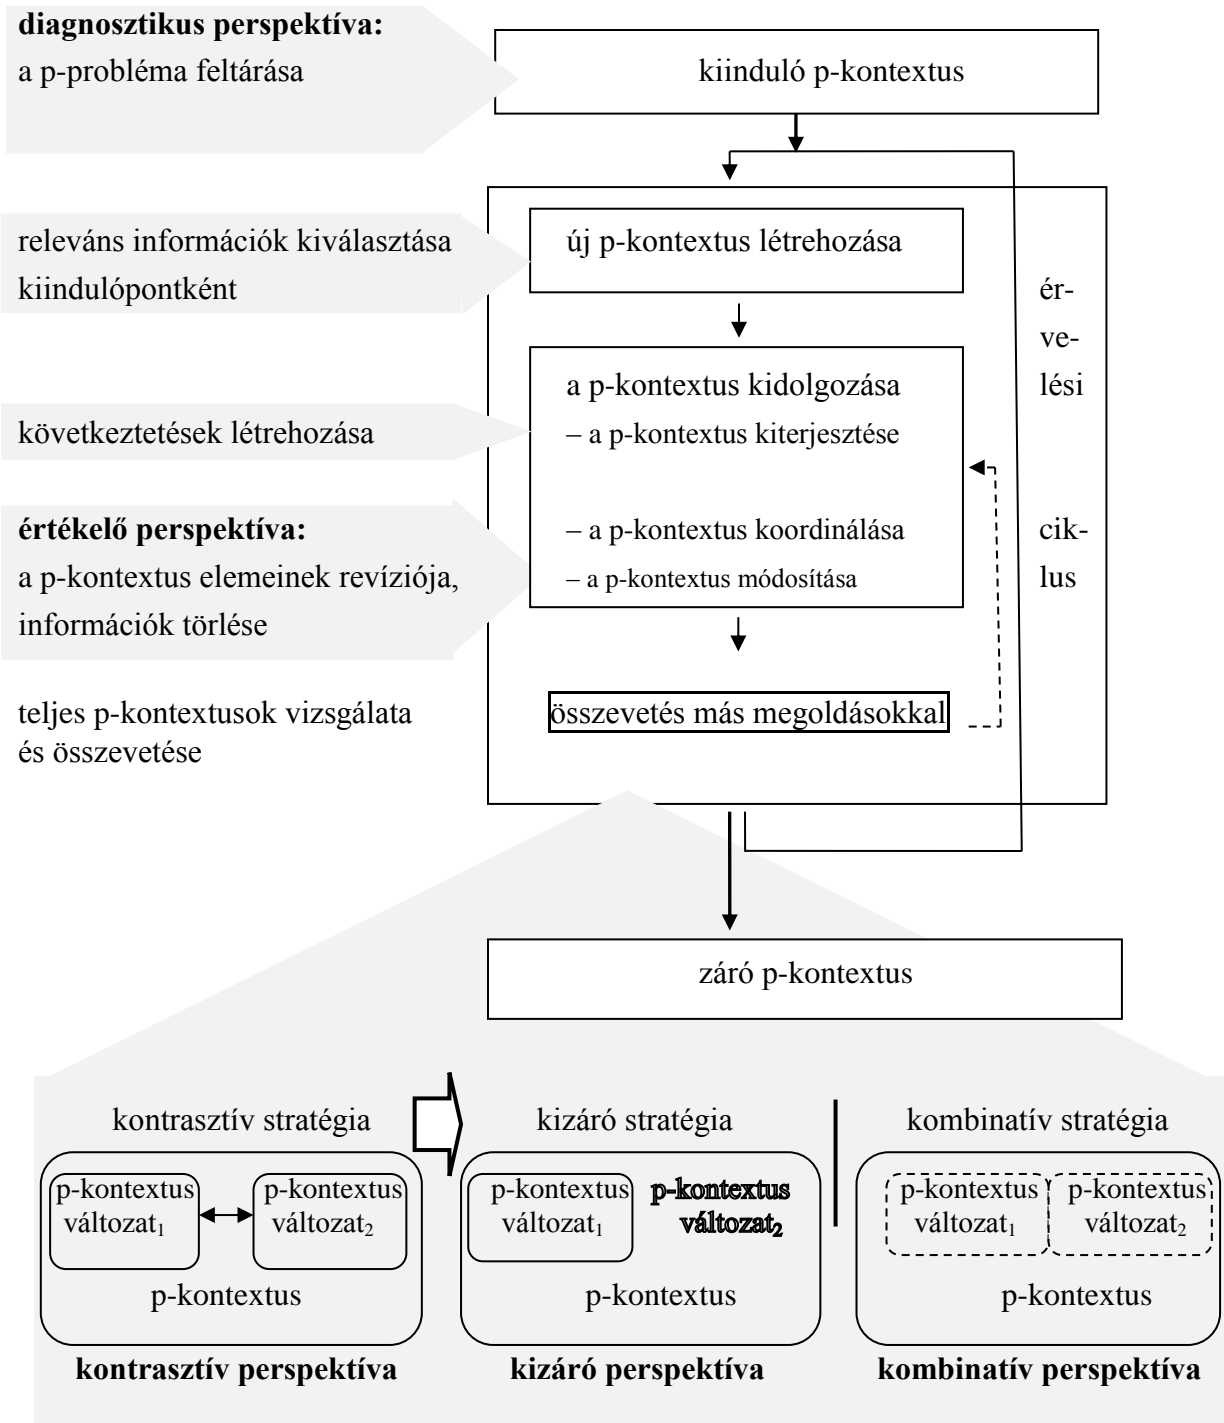 diagnosztikus perspektíva:
a p-probléma feltárása
kiinduló p-kontextus
releváns információk kiválasztása
kiindulópontként
új p-kontextus létrehozása
ér-
ve-
lési
cik-
lus
a p-kontextus kidolgozása
– a p-kontextus kiterjesztése
következtetések létrehozása
értékelő perspektíva:
a p-kontextus elemeinek revíziója,
információk törlése
– a p-kontextus koordinálása
– a p-kontextus módosítása
teljes p-kontextusok vizsgálata
és összevetése
összevetés más megoldásokkal
záró p-kontextus
kontrasztív stratégia
p-kontextus
változat₁
p-kontextus
változat₂
p-kontextus
kontrasztív perspektíva
kizáró stratégia
p-kontextus
változat₁
p-kontextus
változat₂
p-kontextus
kizáró perspektíva
kombinatív stratégia
p-kontextus
változat₁
p-kontextus
változat₂
p-kontextus
kombinatív perspektíva